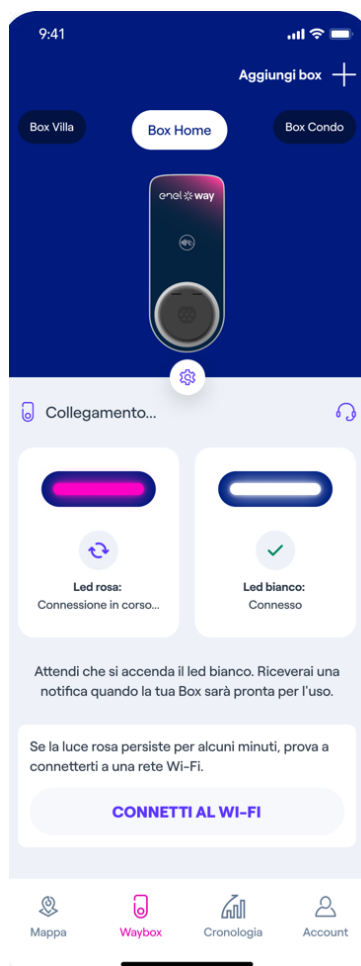 9:41
Aggiungi box
Box Villa
Box Home
Box Condo
enel way
Collegamento...
Led rosa:
Connessione in corso...
Led bianco:
Connesso
Attendi che si accenda il led bianco. Riceverai una
notifica quando la tua Box sarà pronta per l'uso.
Se la luce rosa persiste per alcuni minuti, prova a
connetterti a una rete Wi-Fi.
CONNETTI AL WI-FI
Mappa
Waybox
Cronologia
Account